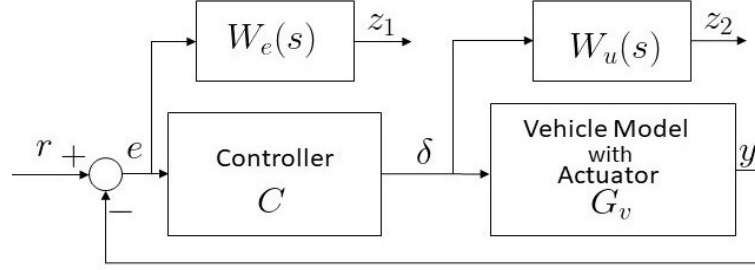 W_e(s)
z_1
W_u(s)
z_2
r
+
e
−
Controller
C
δ
Vehicle Model
with
Actuator
G_v
y